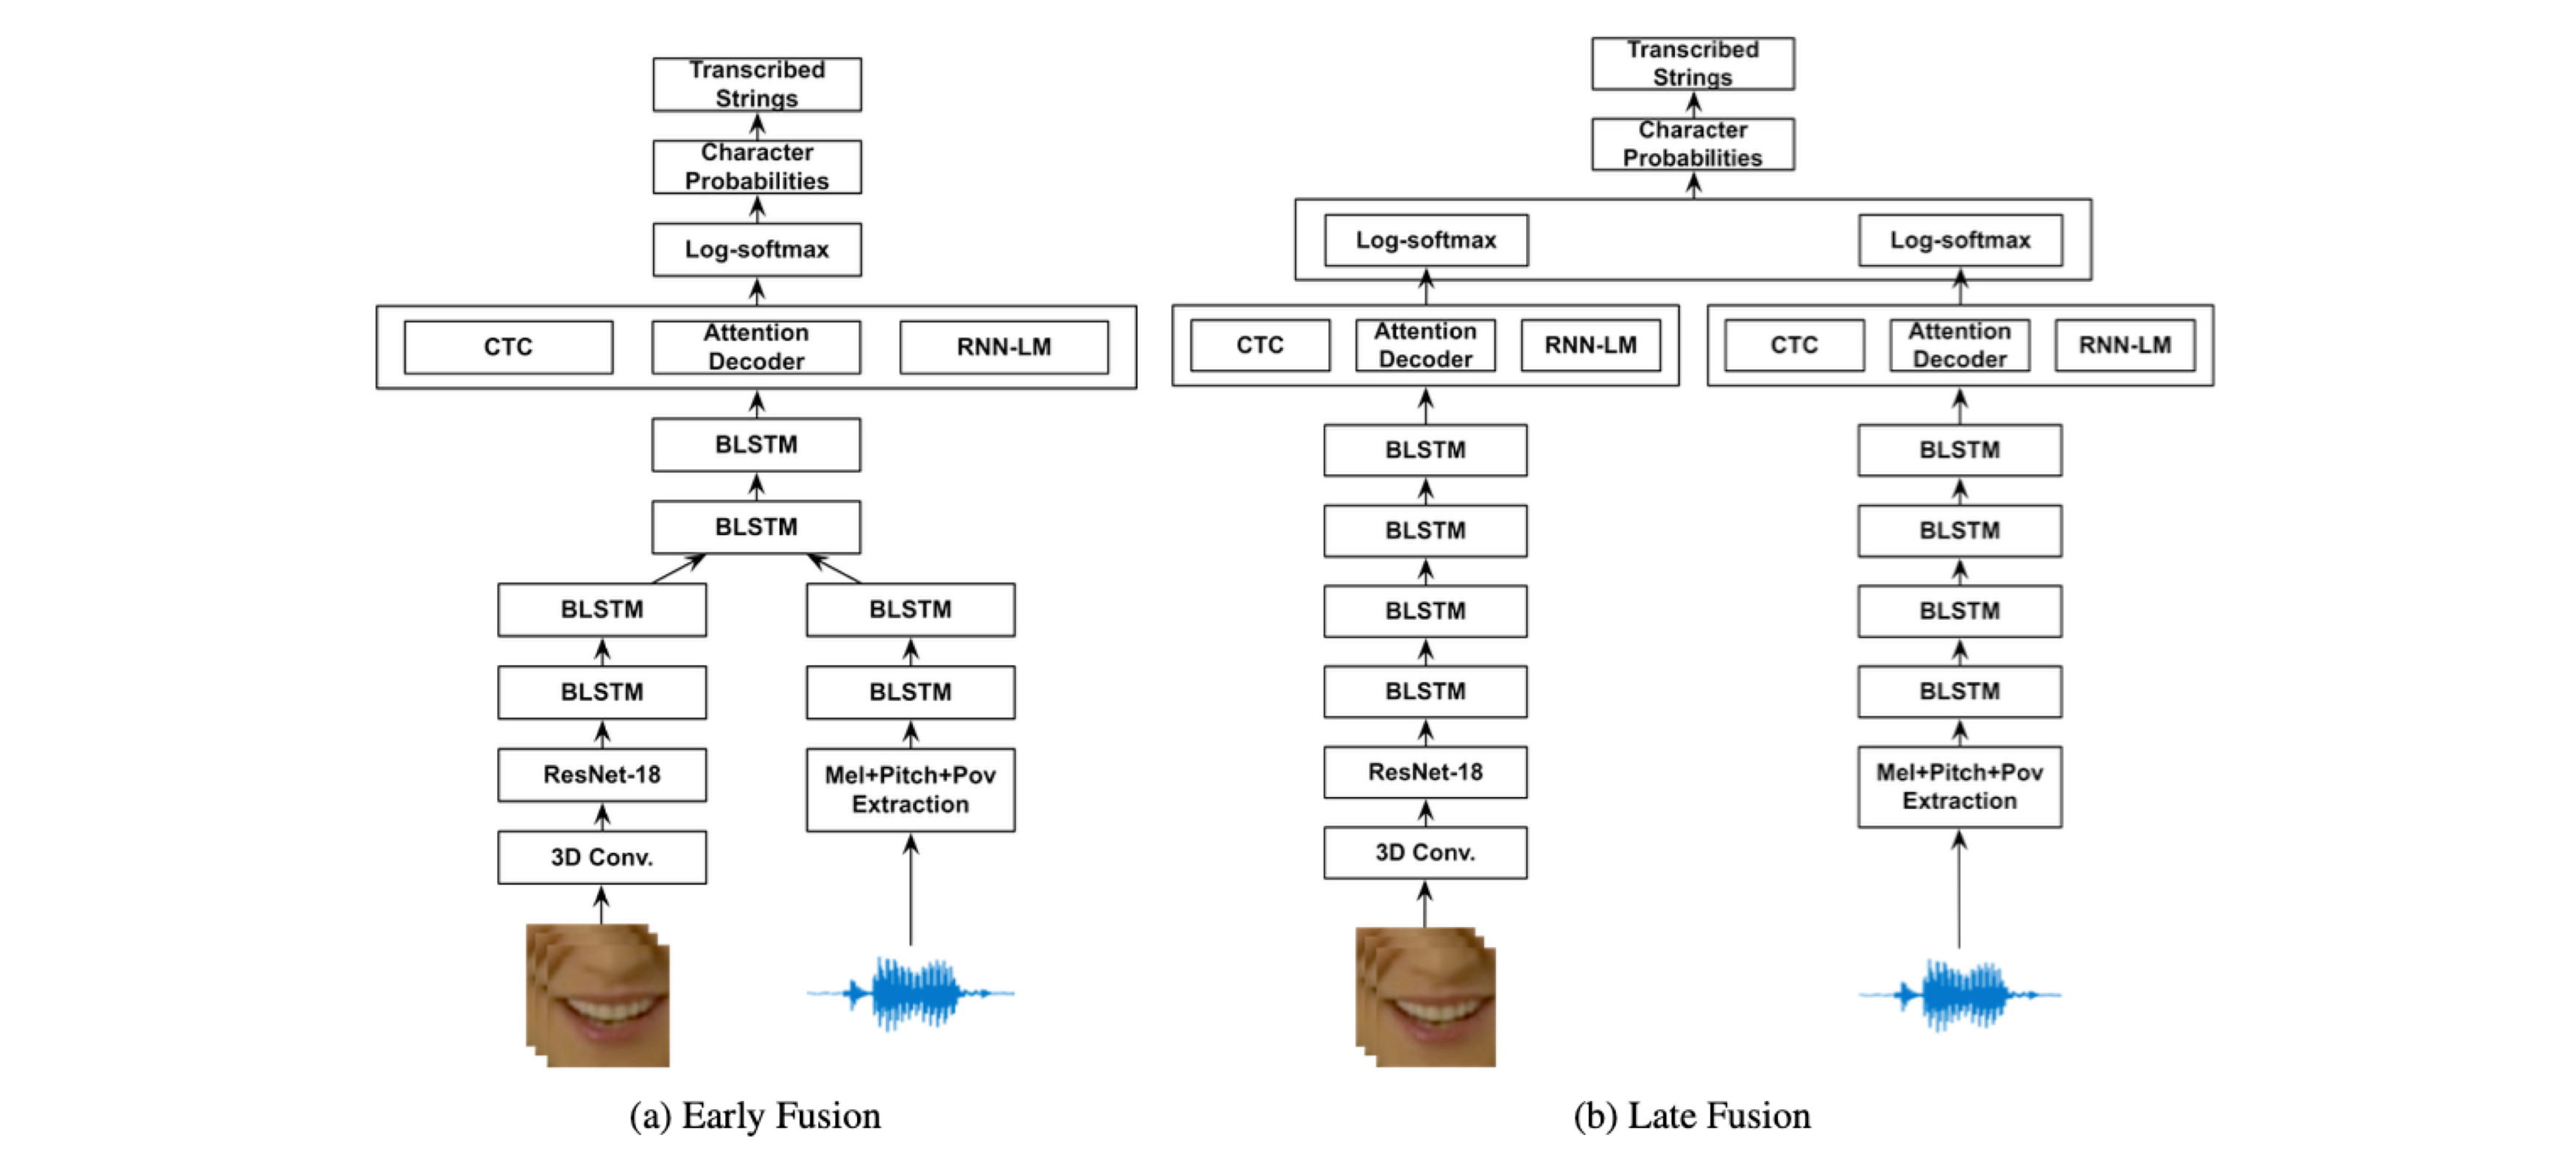 Transcribed
Strings
Character
Probabilities
Log-softmax
CTC
Attention
Decoder
RNN-LM
BLSTM
BLSTM
BLSTM
BLSTM
BLSTM
BLSTM
ResNet-18
Mel+Pitch+Pov
Extraction
3D Conv.
(a) Early Fusion
Transcribed
Strings
Character
Probabilities
Log-softmax
Log-softmax
CTC
Attention
Decoder
RNN-LM
CTC
Attention
Decoder
RNN-LM
BLSTM
BLSTM
BLSTM
BLSTM
BLSTM
BLSTM
BLSTM
BLSTM
ResNet-18
Mel+Pitch+Pov
Extraction
3D Conv.
(b) Late Fusion